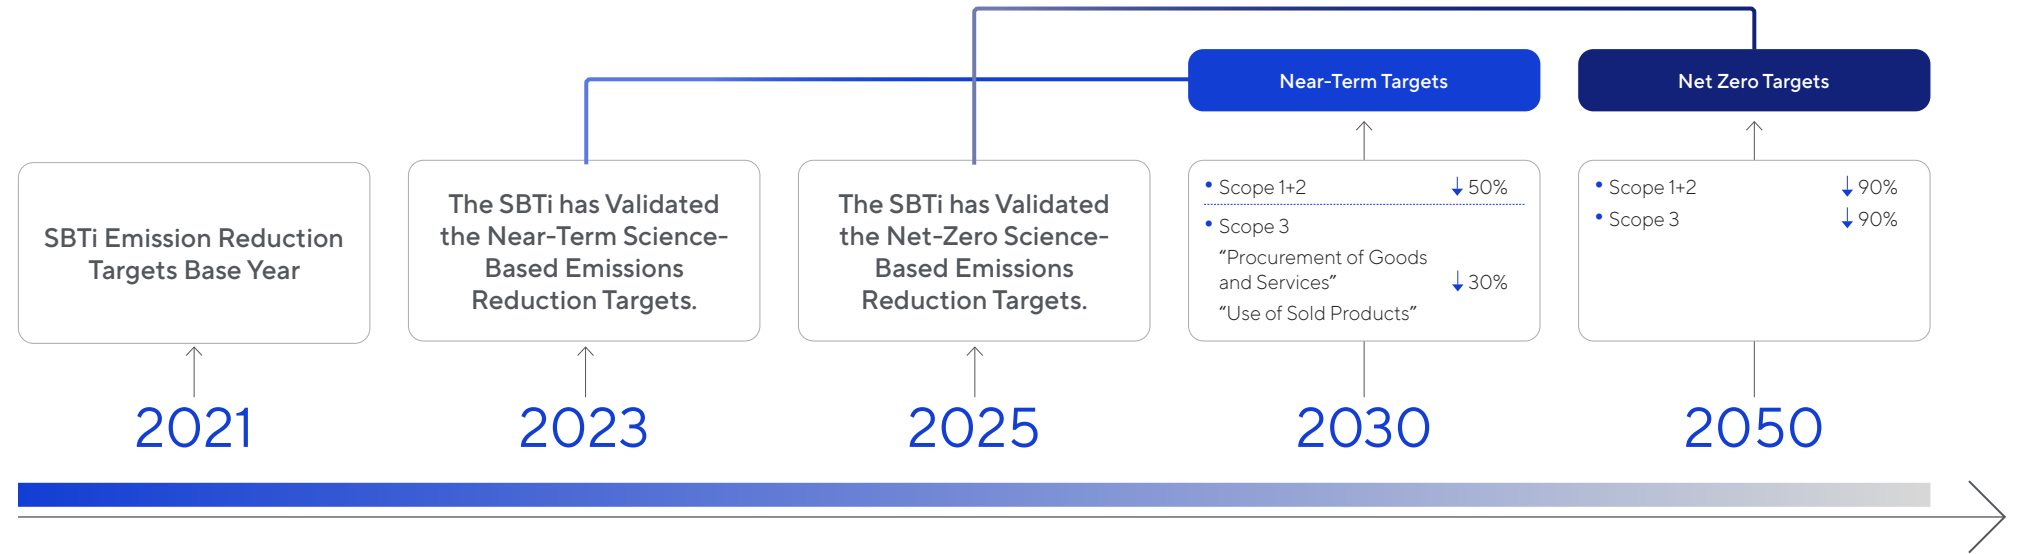 Near-Term Targets
Net Zero Targets
SBTi Emission Reduction
Targets Base Year
The SBTi has Validated
the Near-Term Science-
Based Emissions
Reduction Targets.
The SBTi has Validated
the Net-Zero Science-
Based Emissions
Reduction Targets.
• Scope 1+2 ↓ 50%
• Scope 3
“Procurement of Goods
and Services” ↓ 30%
“Use of Sold Products”
• Scope 1+2 ↓ 90%
• Scope 3 ↓ 90%
2021
2023
2025
2030
2050